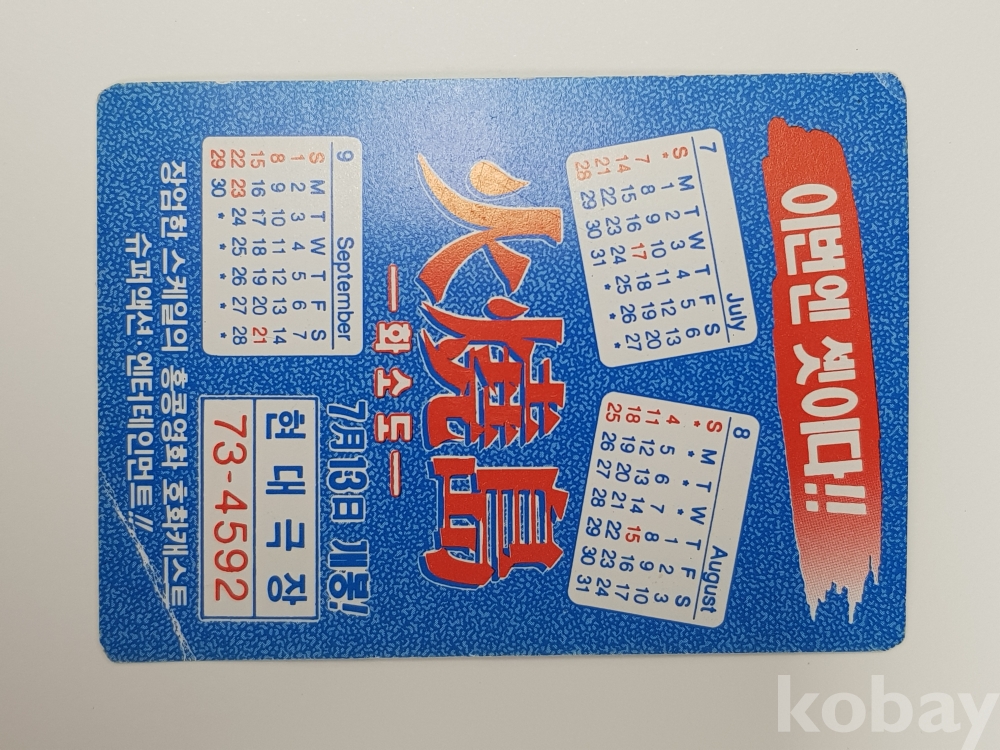 이번엔 셋이다!!
7 July
S M T W T F S
* 1 2 3 4 5 6
7 8 9 10 11 12 13
14 15 16 17 18 19 20
21 22 23 24 25 26 27
28 29 30 31 * * *
8 August
S M T W T F S
* * * * 1 2 3
4 5 6 7 8 9 10
11 12 13 14 15 16 17
18 19 20 21 22 23 24
25 26 27 28 29 30 31
火燒島
-화소도-
7月13日 개봉!
9 September
S M T W T F S
1 2 3 4 5 6 7
8 9 10 11 12 13 14
15 16 17 18 19 20 21
22 23 24 25 26 27 28
29 30 * * * * *
현대극장
73-4592
장엄한 스케일의 홍공영화 호화캐스트
슈퍼액션·엔터테인먼트!!
kobay